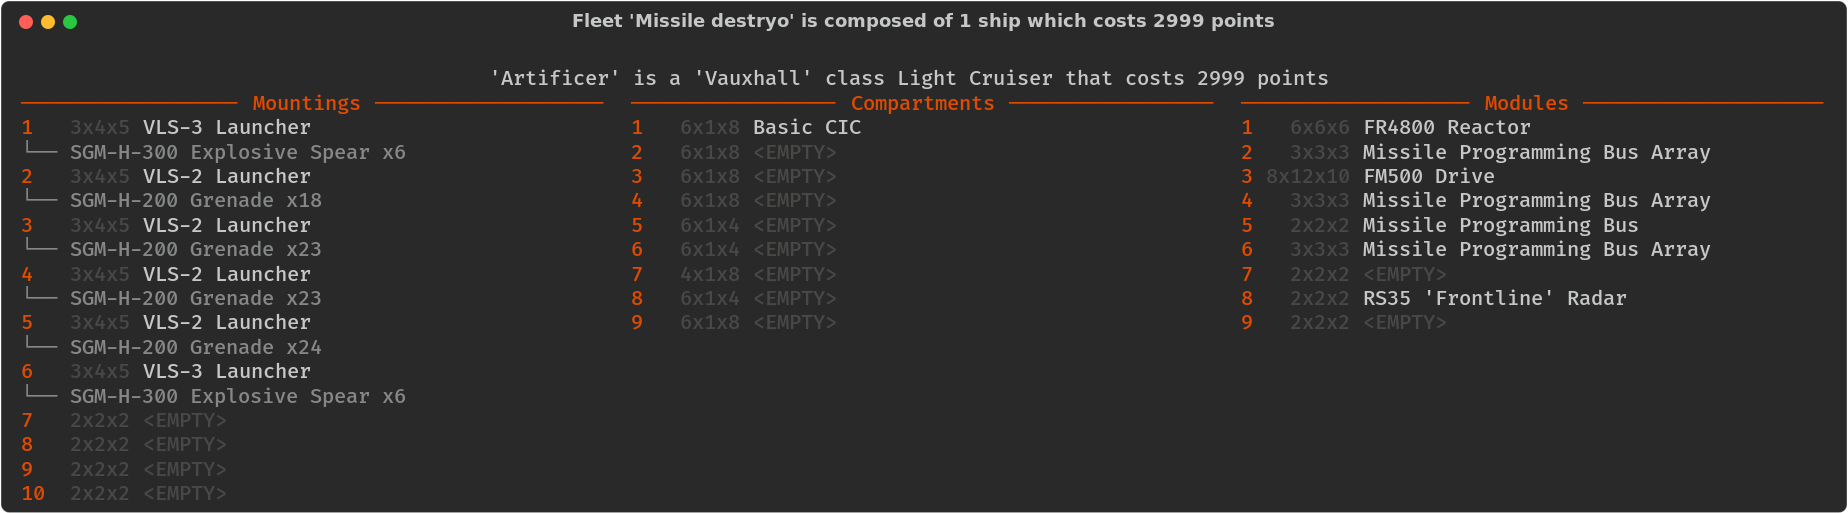 Fleet 'Missile destryo' is composed of 1 ship which costs 2999 points
'Artificer' is a 'Vauxhall' class Light Cruiser that costs 2999 points
Mountings
1 3x4x5 VLS-3 Launcher
SGM-H-300 Explosive Spear x6
2 3x4x5 VLS-2 Launcher
SGM-H-200 Grenade x18
3 3x4x5 VLS-2 Launcher
SGM-H-200 Grenade x23
4 3x4x5 VLS-2 Launcher
SGM-H-200 Grenade x23
5 3x4x5 VLS-2 Launcher
SGM-H-200 Grenade x24
6 3x4x5 VLS-3 Launcher
SGM-H-300 Explosive Spear x6
7 2x2x2 <EMPTY>
8 2x2x2 <EMPTY>
9 2x2x2 <EMPTY>
10 2x2x2 <EMPTY>
Compartments
1 6x1x8 Basic CIC
2 6x1x8 <EMPTY>
3 6x1x8 <EMPTY>
4 6x1x8 <EMPTY>
5 6x1x4 <EMPTY>
6 6x1x4 <EMPTY>
7 4x1x8 <EMPTY>
8 6x1x4 <EMPTY>
9 6x1x8 <EMPTY>
Modules
1 6x6x6 FR4800 Reactor
2 3x3x3 Missile Programming Bus Array
3 8x12x10 FM500 Drive
4 3x3x3 Missile Programming Bus Array
5 2x2x2 Missile Programming Bus
6 3x3x3 Missile Programming Bus Array
7 2x2x2 <EMPTY>
8 2x2x2 RS35 'Frontline' Radar
9 2x2x2 <EMPTY>